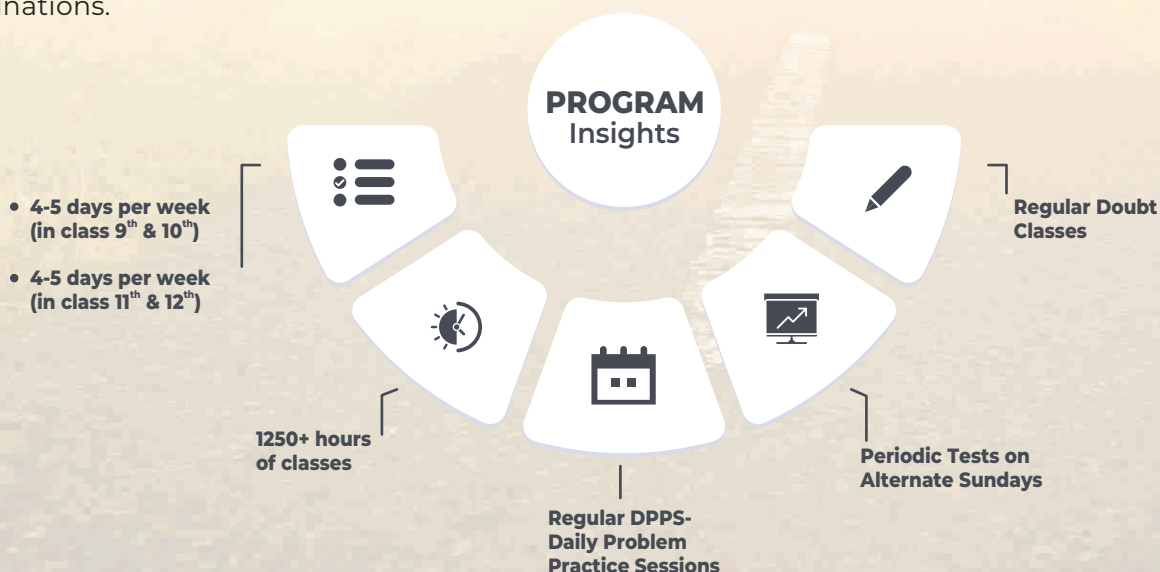 PROGRAM
Insights
• 4-5 days per week
(in class 9th & 10th)
• 4-5 days per week
(in class 11th & 12th)
1250+ hours
of classes
Regular DPPS-
Daily Problem
Practice Sessions
Periodic Tests on
Alternate Sundays
Regular Doubt
Classes